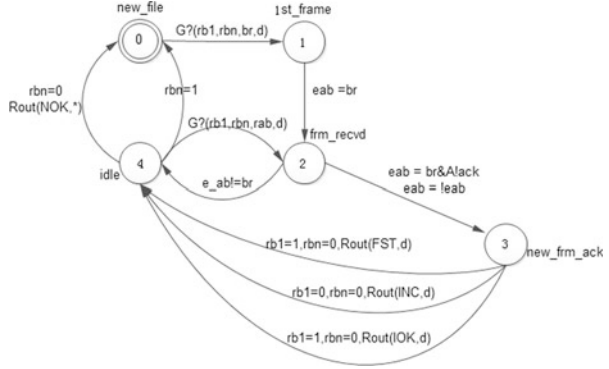 new_file
1st_frame
0
G?(rb1,rbn,br,d)
1
rbn=0
Rout(NOK,*)
rbn=1
eab =br
G?(rb1,rbn,rab,d)
frm_recvd
4
2
idle
e_ab!=br
eab = br&A!ack
eab = !eab
3
new_frm_ack
rb1=1,rbn=0,Rout(FST,d)
rb1=0,rbn=0,Rout(INC,d)
rb1=1,rbn=0,Rout(IOK,d)